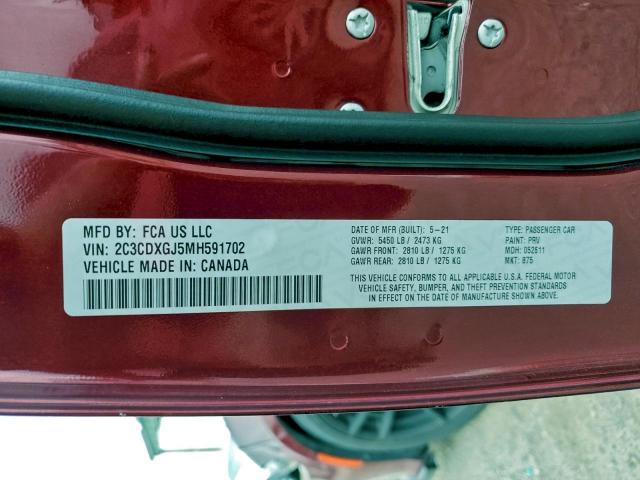 MFD BY: FCA US LLC
VIN: 2C3CDXGJ5MH591702
VEHICLE MADE IN: CANADA
DATE OF MFR (BUILT): 5-21
GVWR: 5450 LB / 2473 KG
GAWR FRONT: 2810 LB / 1275 KG
GAWR REAR: 2810 LB / 1275 KG
TYPE: PASSENGER CAR
PAINT: PRV
MDH: 052611
MKT: B75
THIS VEHICLE CONFORMS TO ALL APPLICABLE U.S.A. FEDERAL MOTOR
VEHICLE SAFETY, BUMPER, AND THEFT PREVENTION STANDARDS
IN EFFECT ON THE DATE OF MANUFACTURE SHOWN ABOVE.